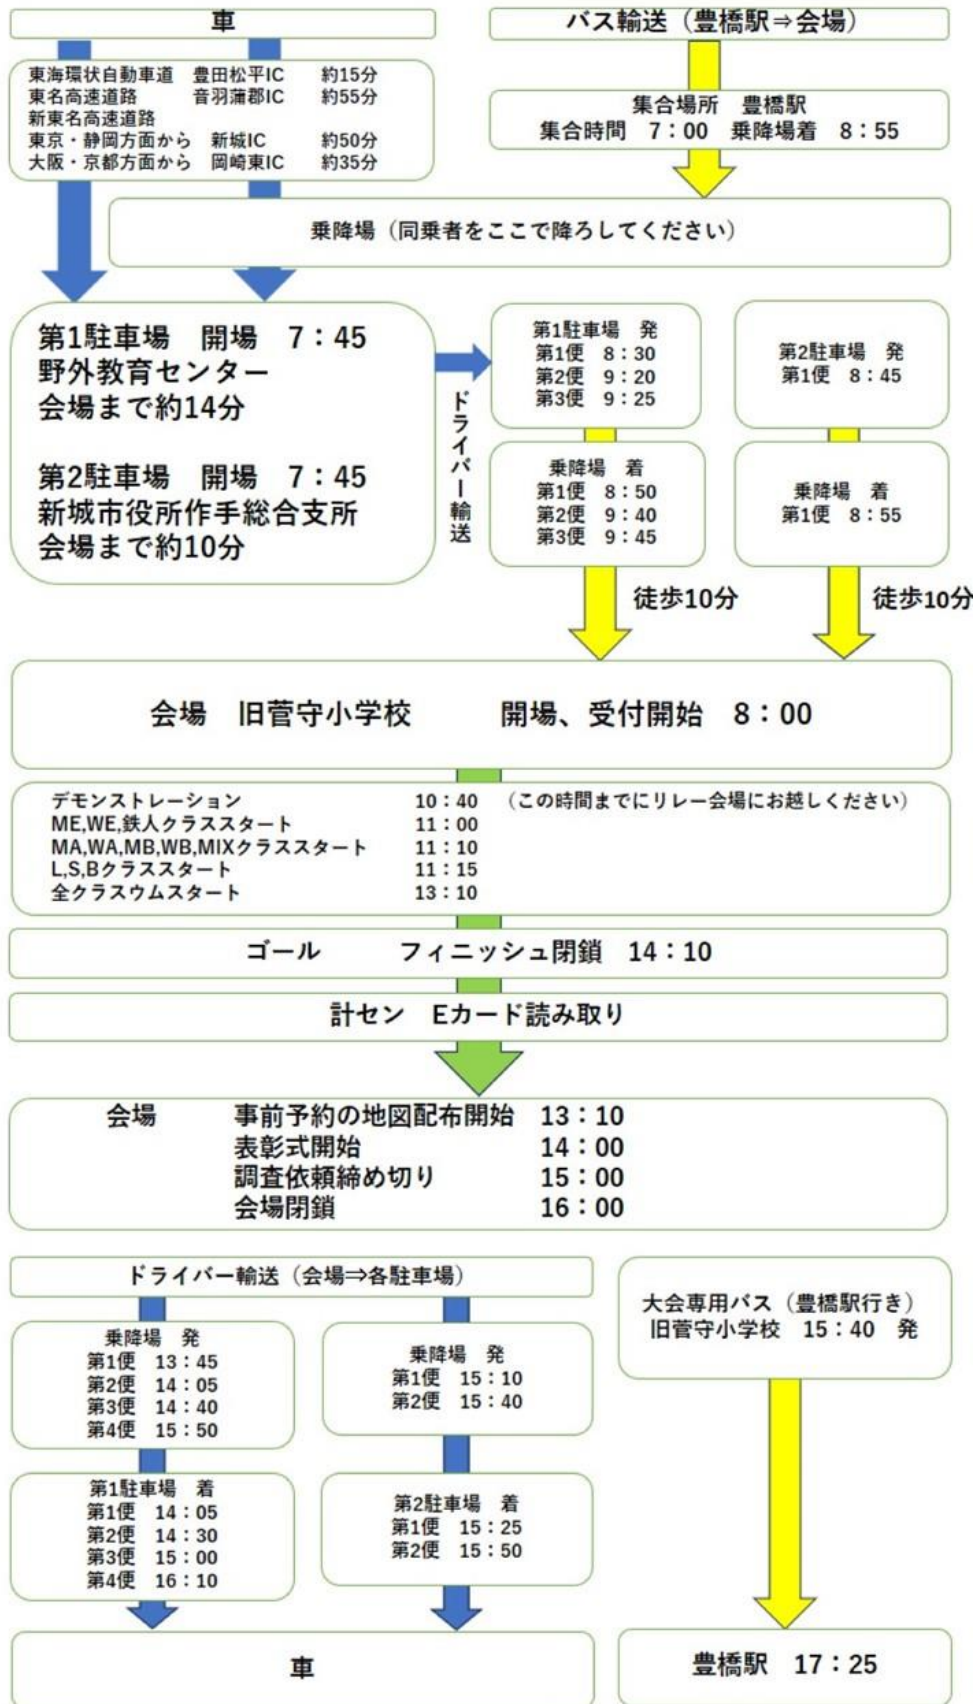 車
バス輸送（豊橋駅⇒会場）
東海環状自動車道　豊田松平IC　約15分
東名高速道路　音羽蒲郡IC　約55分
新東名高速道路
東京・静岡方面から　新城IC　約50分
大阪・京都方面から　岡崎東IC　約35分
集合場所　豊橋駅
集合時間　7：00　乗降場着　8：55
乗降場（同乗者をここで降ろしてください）
第1駐車場　開場　7：45
野外教育センター
会場まで約14分
第2駐車場　開場　7：45
新城市役所作手総合支所
会場まで約10分
ドライバー輸送
第1駐車場　発
第1便　8：30
第2便　9：20
第3便　9：25
第2駐車場　発
第1便　8：45
乗降場　着
第1便　8：50
第2便　9：40
第3便　9：45
乗降場　着
第1便　8：55
徒歩10分
徒歩10分
会場　旧菅守小学校　開場、受付開始　8：00
デモンストレーション　10：40　（この時間までにリレー会場にお越しください）
ME,WE,鉄人クラススタート　11：00
MA,WA,MB,WB,MIXクラススタート　11：10
L,S,Bクラススタート　11：15
全クラスウムスタート　13：10
ゴール　フィニッシュ閉鎖　14：10
計セン　Eカード読み取り
会場　事前予約の地図配布開始　13：10
表彰式開始　14：00
調査依頼締め切り　15：00
会場閉鎖　16：00
ドライバー輸送（会場⇒各駐車場）
大会専用バス（豊橋駅行き）
旧菅守小学校　15：40　発
乗降場　発
第1便　13：45
第2便　14：05
第3便　14：40
第4便　15：50
乗降場　発
第1便　15：10
第2便　15：40
第1駐車場　着
第1便　14：05
第2便　14：30
第3便　15：00
第4便　16：10
第2駐車場　着
第1便　15：25
第2便　15：50
車
豊橋駅　17：25